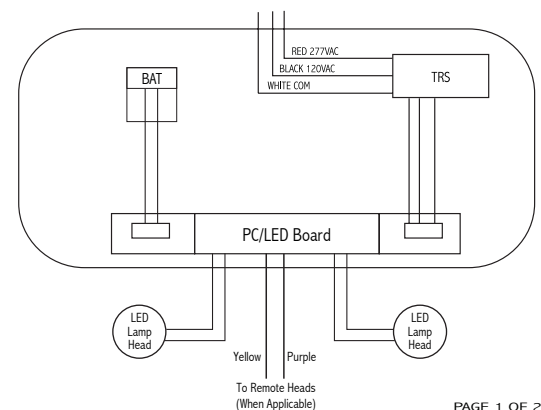 RED 277VAC
BLACK 120VAC
WHITE COM
BAT
TRS
PC/LED Board
LED
Lamp
Head
LED
Lamp
Head
Yellow
Purple
To Remote Heads
(When Applicable)
PAGE 1 OF 2